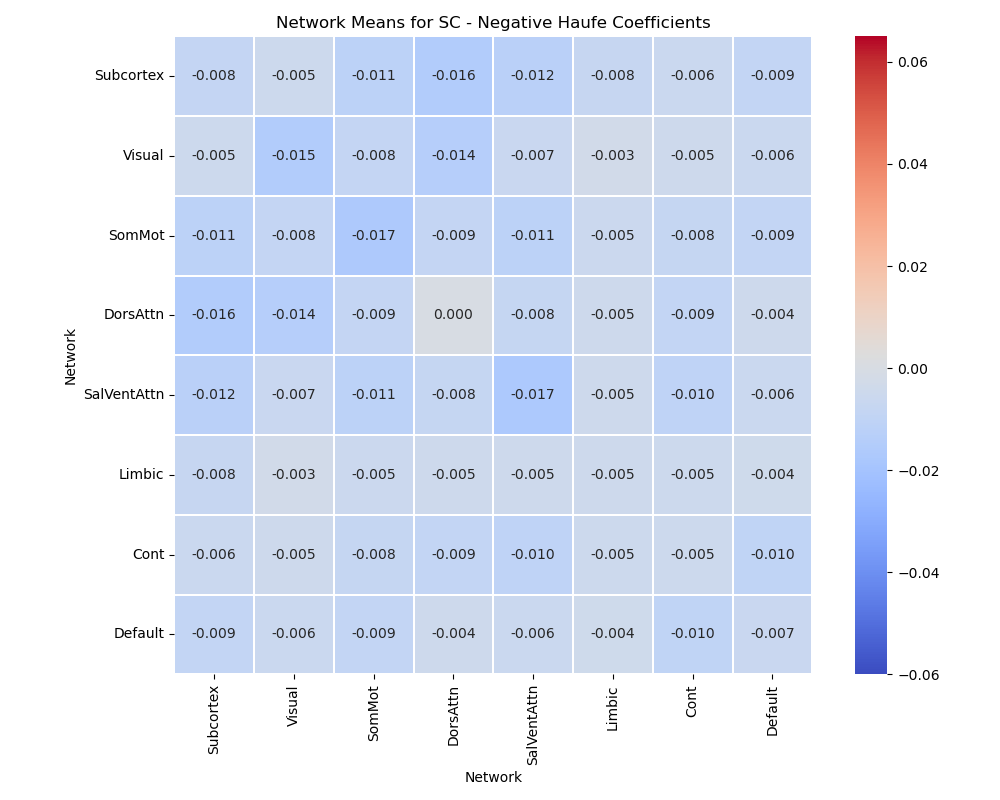 Network Means for SC - Negative Haufe Coefficients
Network
Subcortex -0.008 -0.005 -0.011 -0.016 -0.012 -0.008 -0.006 -0.009
Visual -0.005 -0.015 -0.008 -0.014 -0.007 -0.003 -0.005 -0.006
SomMot -0.011 -0.008 -0.017 -0.009 -0.011 -0.005 -0.008 -0.009
DorsAttn -0.016 -0.014 -0.009 0.000 -0.008 -0.005 -0.009 -0.004
SalVentAttn -0.012 -0.007 -0.011 -0.008 -0.017 -0.005 -0.010 -0.006
Limbic -0.008 -0.003 -0.005 -0.005 -0.005 -0.005 -0.005 -0.004
Cont -0.006 -0.005 -0.008 -0.009 -0.010 -0.005 -0.005 -0.010
Default -0.009 -0.006 -0.009 -0.004 -0.006 -0.004 -0.010 -0.007
Subcortex Visual SomMot DorsAttn SalVentAttn Limbic Cont Default
Network
0.06
0.04
0.02
0.00
−0.02
−0.04
−0.06